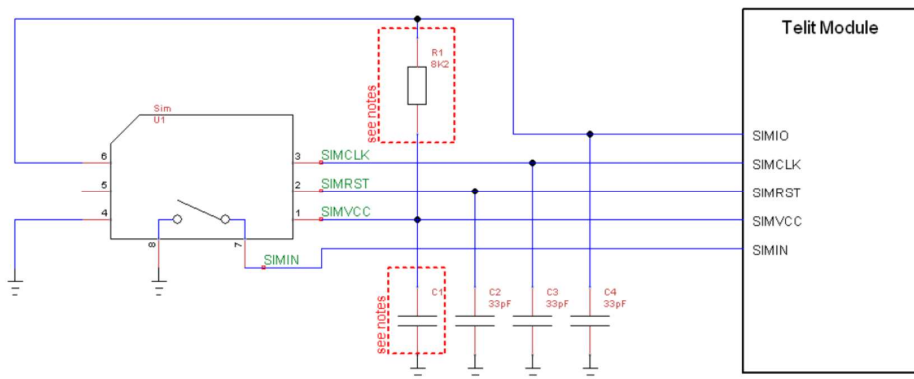 Telit Module
R1
8K2
see notes
Sim
U1
SIMIO
6
3
SIMCLK
SIMCLK
5
2
SIMRST
SIMRST
4
1
SIMVCC
SIMVCC
8
7
SIMIN
SIMIN
see notes
C1
C2
33pF
C3
33pF
C4
33pF